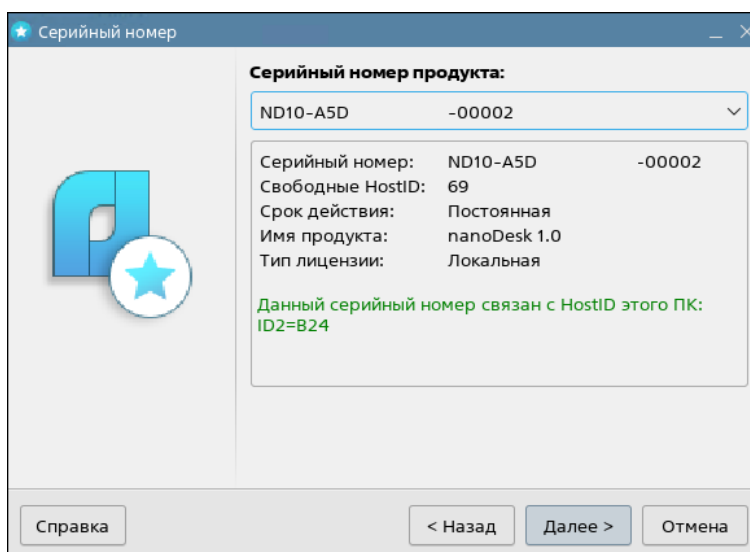 Серийный номер
Серийный номер продукта:
ND10-A5D -00002
Серийный номер: ND10-A5D -00002
Свободные HostID: 69
Срок действия: Постоянная
Имя продукта: nanoDesk 1.0
Тип лицензии: Локальная
Данный серийный номер связан с HostID этого ПК:
ID2=B24
Справка < Назад Далее > Отмена